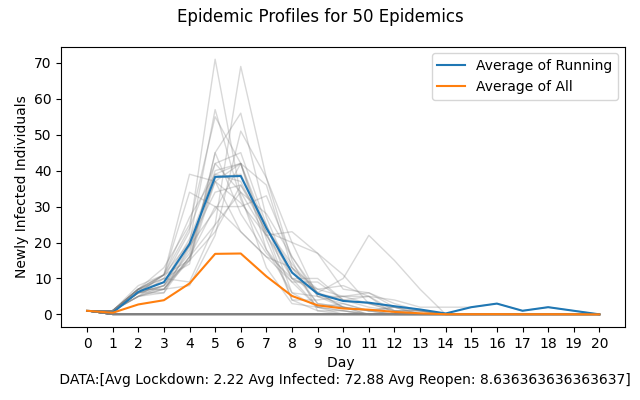 Epidemic Profiles for 50 Epidemics
Average of Running
Average of All
Newly Infected Individuals
70
60
50
40
30
20
10
0
0 1 2 3 4 5 6 7 8 9 10 11 12 13 14 15 16 17 18 19 20
Day
DATA:[Avg Lockdown: 2.22 Avg Infected: 72.88 Avg Reopen: 8.636363636363637]